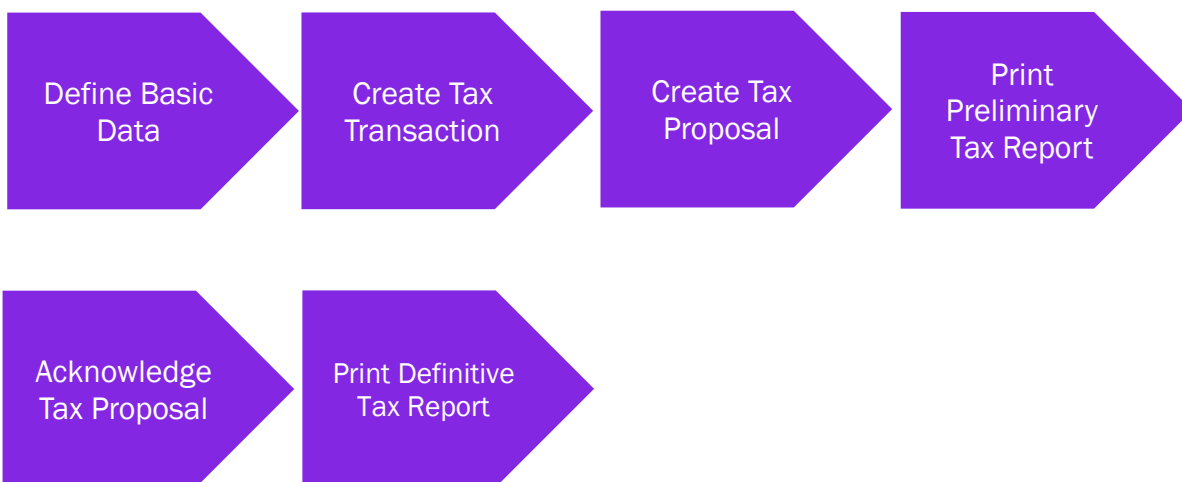 Define Basic
Data
Create Tax
Transaction
Create Tax
Proposal
Print
Preliminary
Tax Report
Acknowledge
Tax Proposal
Print Definitive
Tax Report